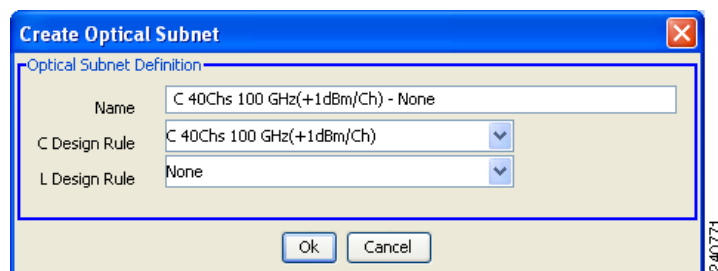 Create Optical Subnet
Optical Subnet Definition
Name C 40Chs 100 GHz(+1dBm/Ch) - None
C Design Rule C 40Chs 100 GHz(+1dBm/Ch)
L Design Rule None
Ok Cancel
240771